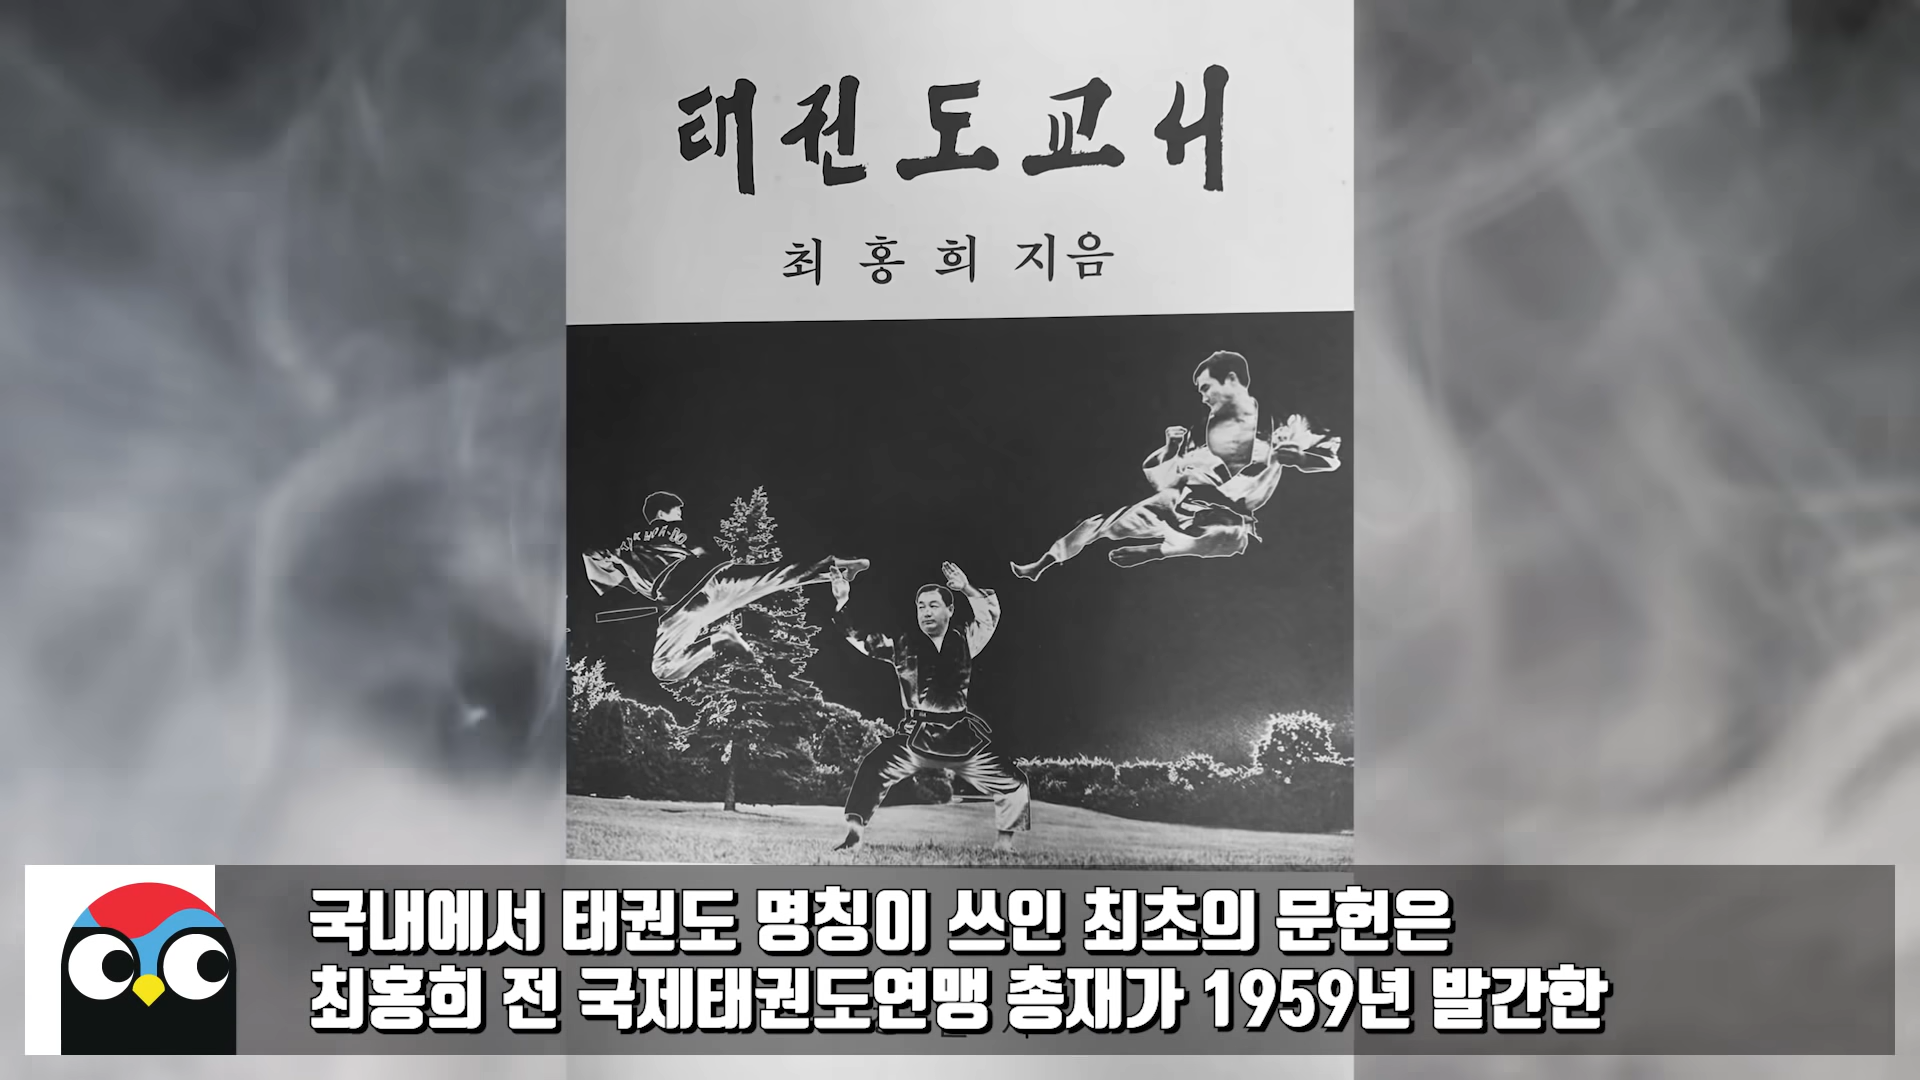 태권도교서
최홍희 지음
국내에서 태권도 명칭이 쓰인 최초의 문헌은
최홍희 전 국제태권도연맹 총재가 1959년 발간한